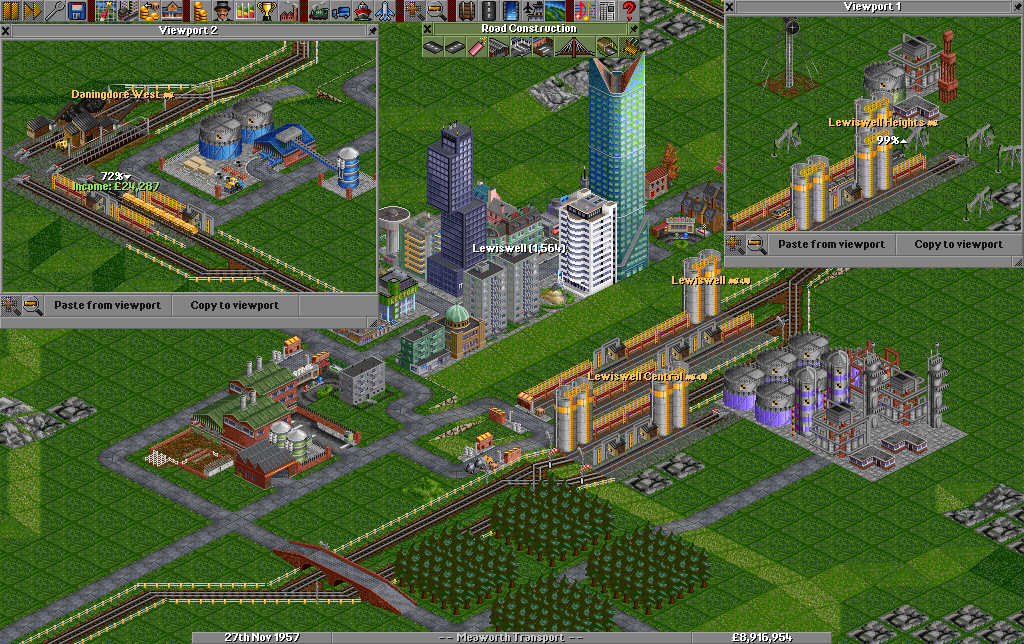 Viewport 2
Road Construction
Viewport 1
Daningdore West
72%
Income: £24,287
Paste from viewport
Copy to viewport
Lewiswell Heights
99%
Paste from viewport
Copy to viewport
Lewiswell (1,564)
Lewiswell
Lewiswell Central
27th Nov 1957
-- Meaworth Transport --
£8,916,954